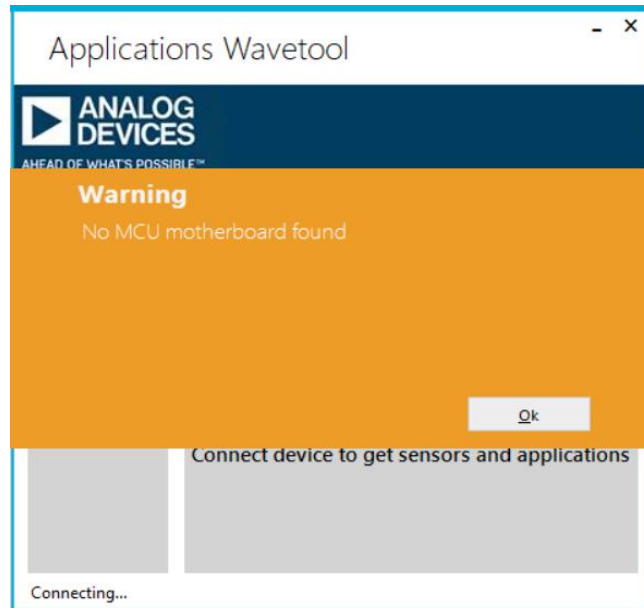 Applications Wavetool
ANALOG
DEVICES
AHEAD OF WHAT'S POSSIBLE™
Warning
No MCU motherboard found
Ok
Connect device to get sensors and applications
Connecting...